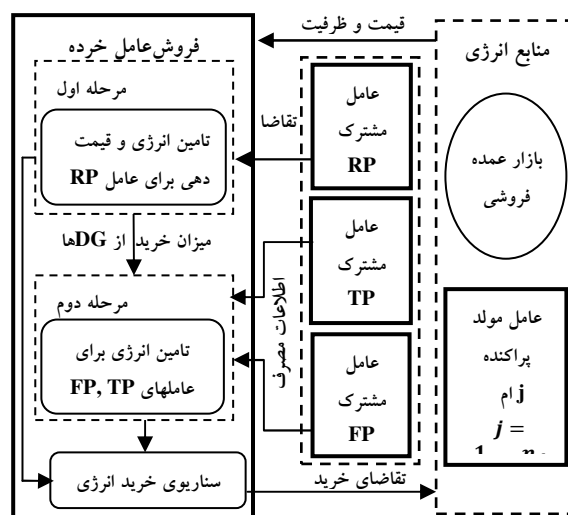 قیمت و ظرفیت
منابع انرژی
بازار عمده
فروشی
عامل مولد
پراکنده
j ام
j =
عامل
مشترک
RP
عامل
مشترک
TP
عامل
مشترک
FP
تقاضا
اطلاعات مصرف
فروش‌عامل خرده
مرحله اول
تامین انرژی و قیمت
دهی برای عامل RP
میزان خرید از DGها
مرحله دوم
تامین انرژی برای
عاملهای FP, TP
سناریوی خرید انرژی
تقاضای خرید